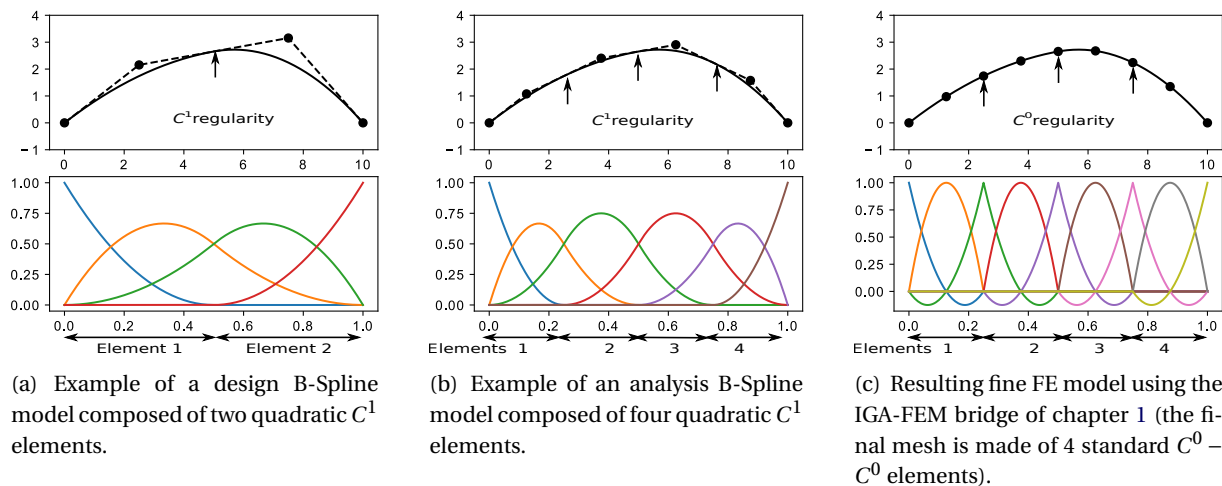 4
3
2
1
0
−1
C¹regularity
0 2 4 6 8 10
1.00
0.75
0.50
0.25
0.00
0.0 0.2 0.4 0.6 0.8 1.0
Element 1 Element 2
(a) Example of a design B-Spline
model composed of two quadratic C¹
elements.
4
3
2
1
0
−1
C¹regularity
0 2 4 6 8 10
1.00
0.75
0.50
0.25
0.00
0.0 0.2 0.4 0.6 0.8 1.0
Elements 1 2 3 4
(b) Example of an analysis B-Spline
model composed of four quadratic C¹
elements.
4
3
2
1
0
−1
C⁰regularity
0 2 4 6 8 10
1.00
0.75
0.50
0.25
0.00
0.0 0.2 0.4 0.6 0.8 1.0
Elements 1 2 3 4
(c) Resulting fine FE model using the
IGA-FEM bridge of chapter 1 (the fi-
nal mesh is made of 4 standard C⁰ –
C⁰ elements).